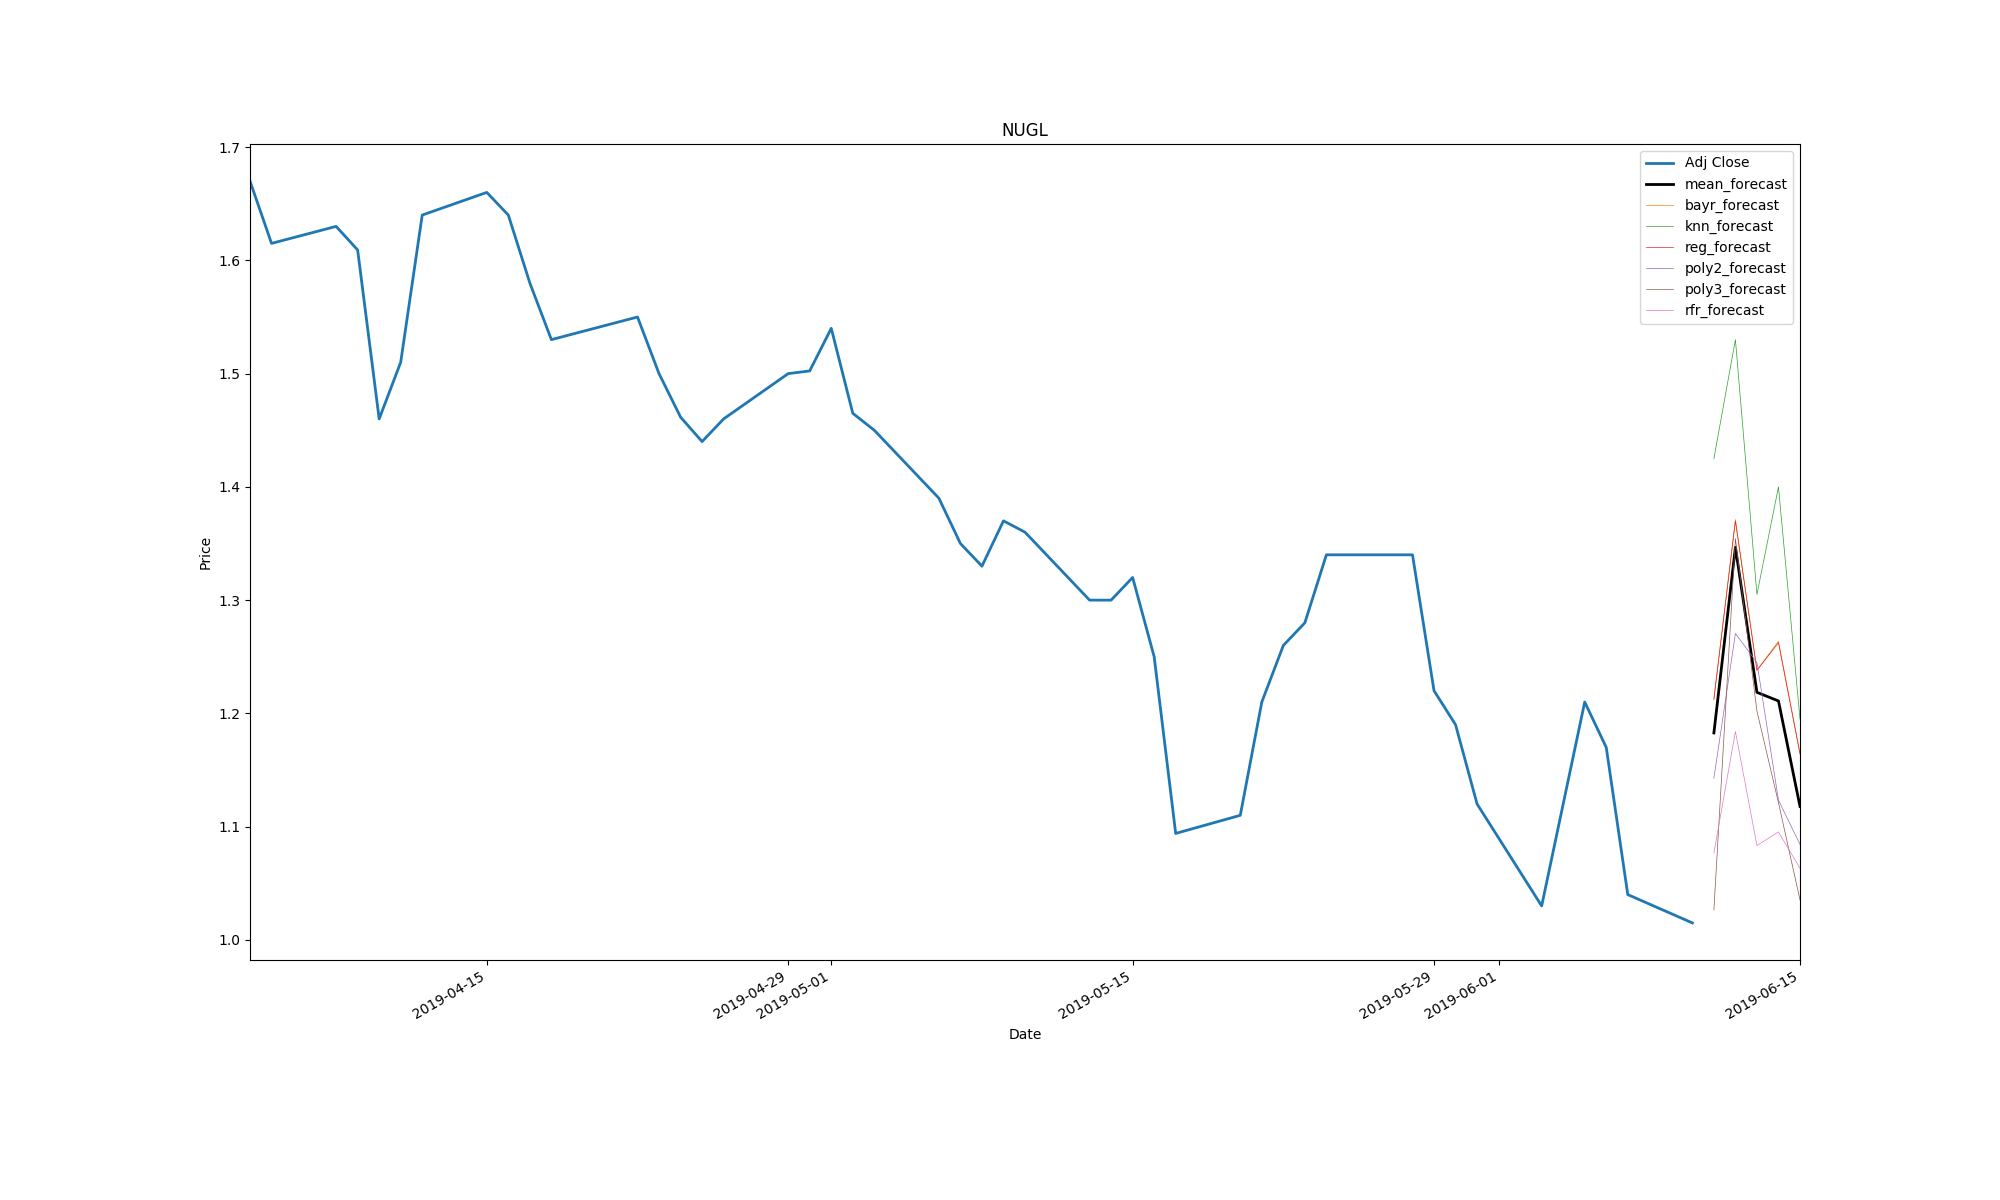 NUGL
1.7
1.6
1.5
1.4
1.3
1.2
1.1
1.0
Price
Adj Close
mean_forecast
bayr_forecast
knn_forecast
reg_forecast
poly2_forecast
poly3_forecast
rfr_forecast
2019-04-15
2019-04-29
2019-05-01
2019-05-15
2019-05-29
2019-06-01
2019-06-15
Date